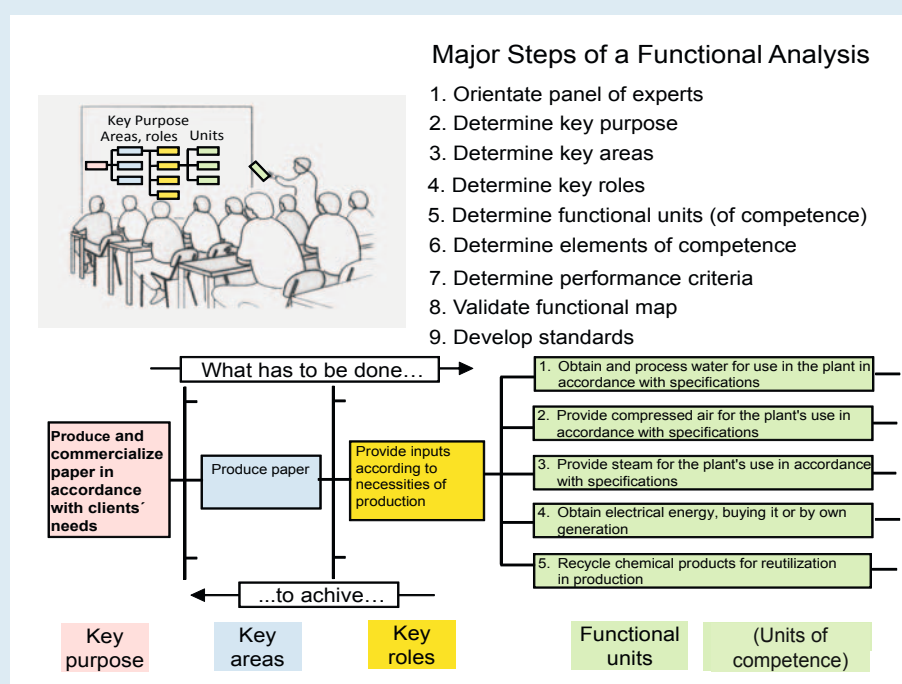 Major Steps of a Functional Analysis
1. Orientate panel of experts
2. Determine key purpose
3. Determine key areas
4. Determine key roles
5. Determine functional units (of competence)
6. Determine elements of competence
7. Determine performance criteria
8. Validate functional map
9. Develop standards
Key Purpose
Areas, roles Units
What has to be done…
Produce and
commercialize
paper in
accordance
with clients´
needs
Produce paper
Provide inputs
according to
necessities of
production
1. Obtain and process water for use in the plant in
accordance with specifications
2. Provide compressed air for the plant's use in
accordance with specifications
3. Provide steam for the plant's use in accordance
with specifications
4. Obtain electrical energy, buying it or by own
generation
5. Recycle chemical products for reutilization
in production
...to achive…
Key
purpose
Key
areas
Key
roles
Functional
units
(Units of
competence)